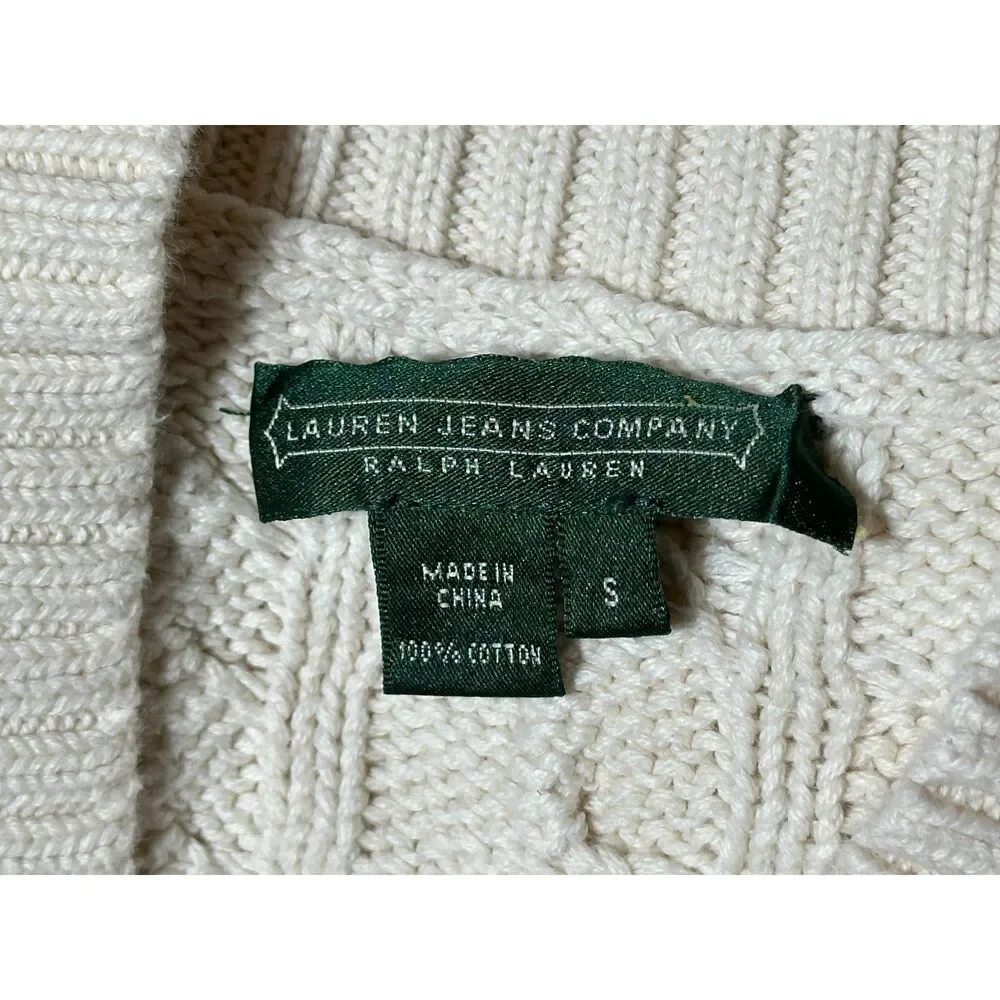 LAUREN JEANS COMPANY
RALPH LAUREN
MADE IN
CHINA
100% COTTON
S